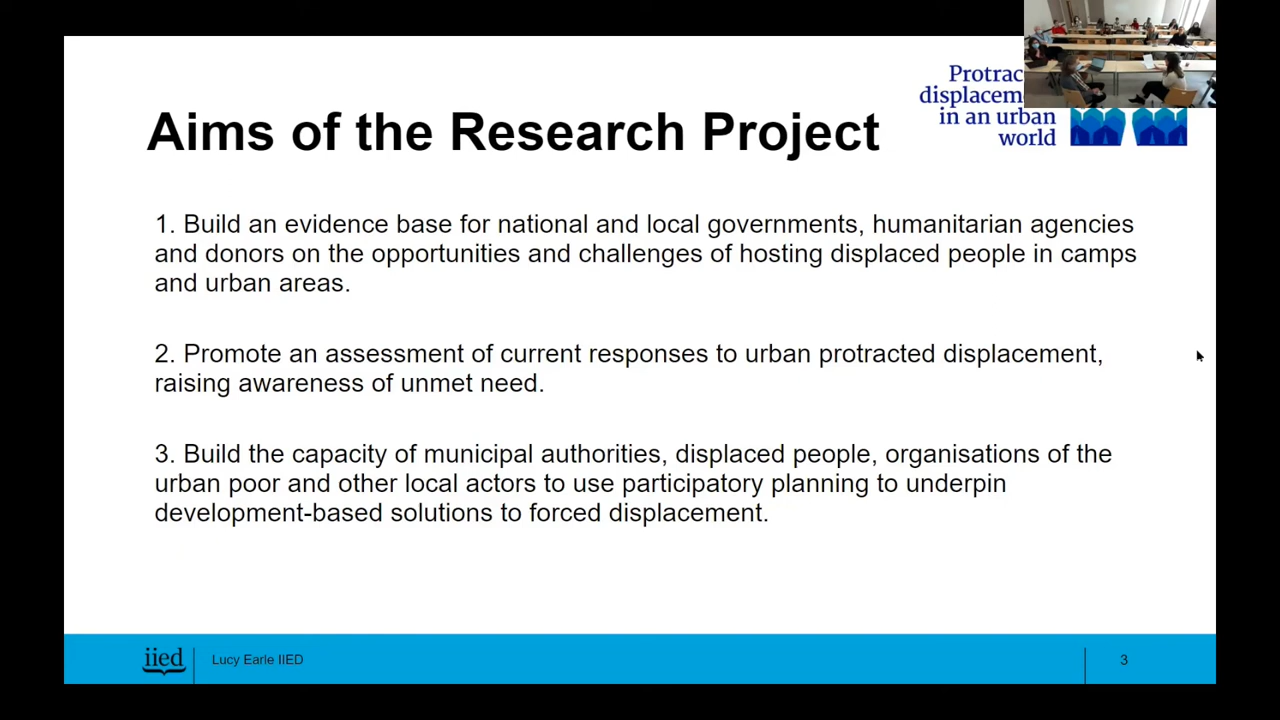 Protrac
displaceme
in an urban
world
Aims of the Research Project
1. Build an evidence base for national and local governments, humanitarian agencies
and donors on the opportunities and challenges of hosting displaced people in camps
and urban areas.
2. Promote an assessment of current responses to urban protracted displacement,
raising awareness of unmet need.
3. Build the capacity of municipal authorities, displaced people, organisations of the
urban poor and other local actors to use participatory planning to underpin
development-based solutions to forced displacement.
iied
Lucy Earle IIED
3